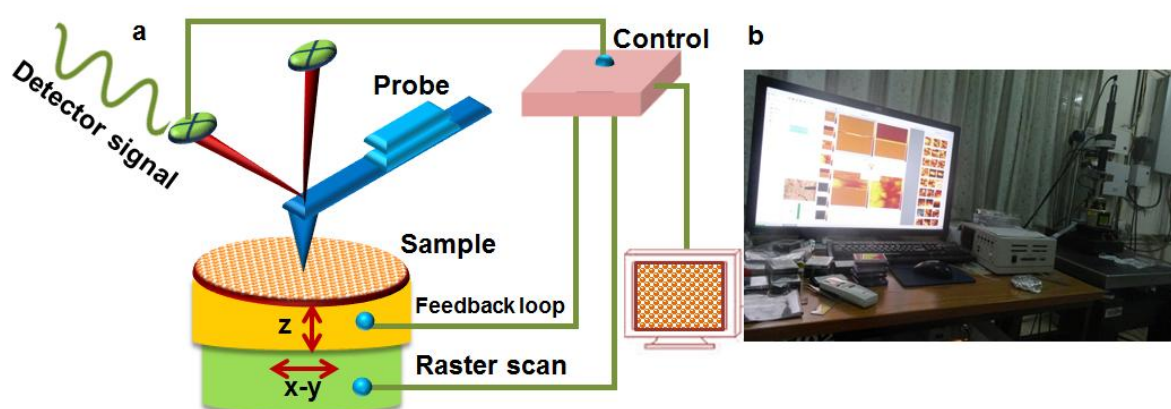 a
Detector signal
Probe
Control
b
Sample
Feedback loop
z
x-y
Raster scan